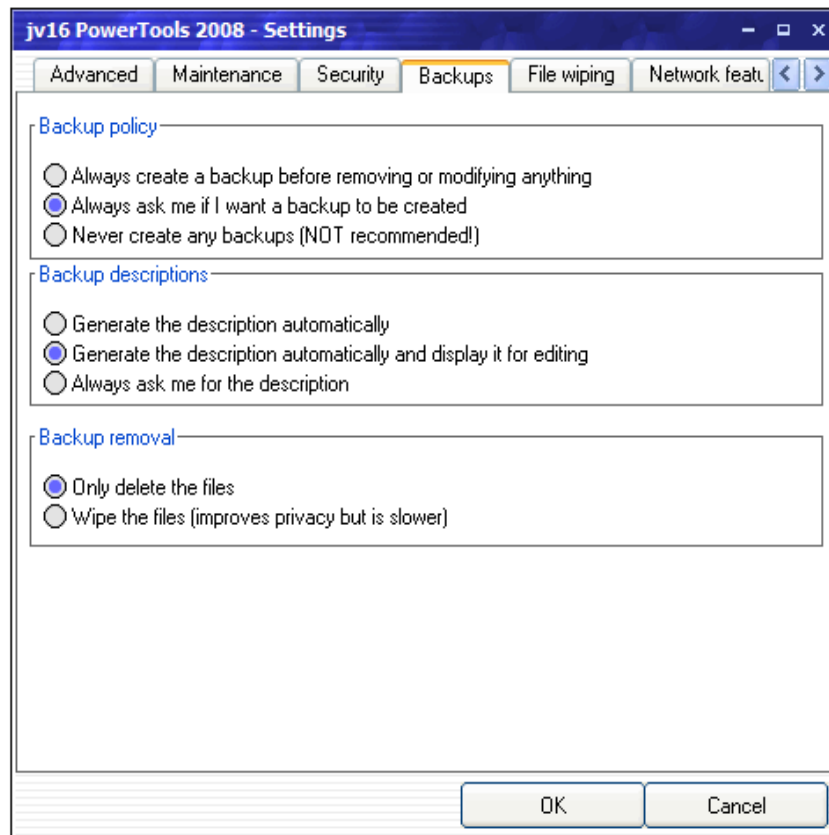 jv16 PowerTools 2008 - Settings
Advanced Maintenance Security Backups File wiping Network featu
Backup policy
Always create a backup before removing or modifying anything
Always ask me if I want a backup to be created
Never create any backups (NOT recommended!)
Backup descriptions
Generate the description automatically
Generate the description automatically and display it for editing
Always ask me for the description
Backup removal
Only delete the files
Wipe the files (improves privacy but is slower)
OK Cancel